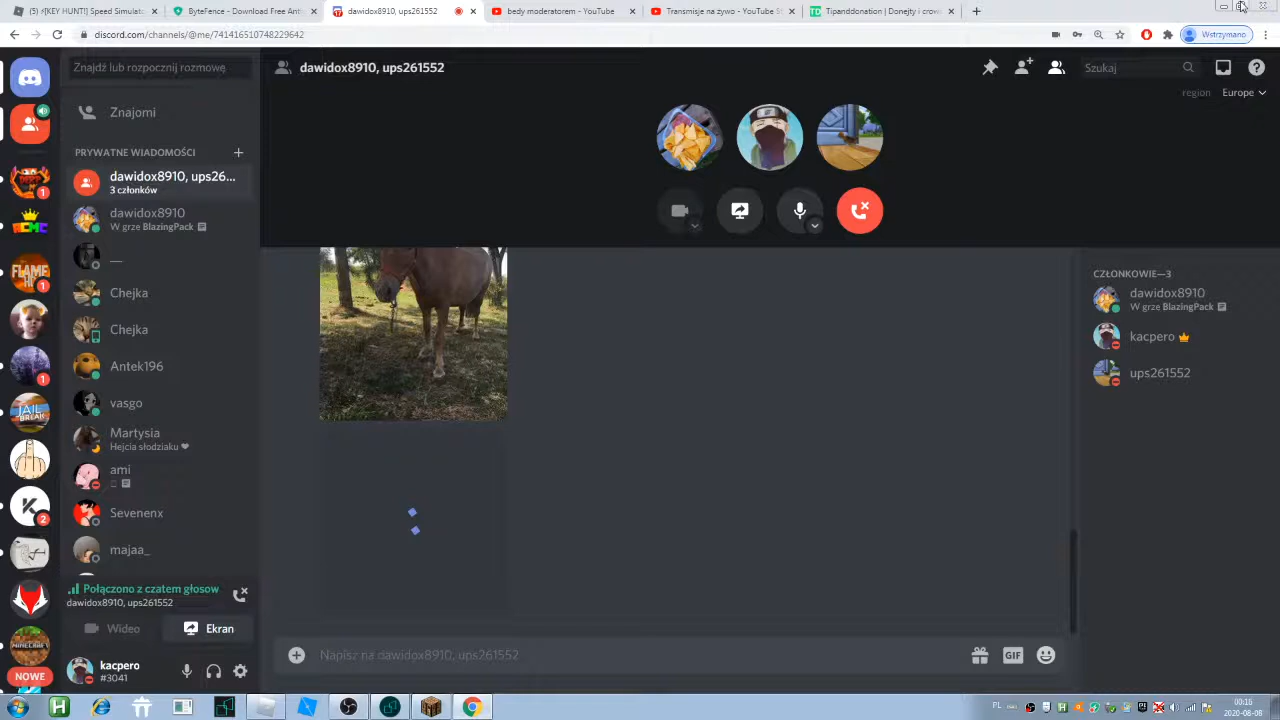 (5) ⚡[KEY HUNT!] Speed Simulat
ByteFence - Download Free Anti
dawidox8910, ups261552
bedy moderatorem - YouTube
Transmisje na żywo - YouTube S
Tipanddonation | Donejty i crow
discord.com/channels/@me/741416510748229642
Wstrzymano
Znajdź lub rozpocznij rozmowę
dawidox8910, ups261552
Szukaj
region Europe
Znajomi
PRYWATNE WIADOMOŚCI
dawidox8910, ups26...
3 członków
dawidox8910
W grze BlazingPack
__
Chejka
Chejka
Antek196
vasgo
Martysia
Hejcia słodziaku ❤
ami
Sevenenx
majaa_
Połączono z czatem głosow
dawidox8910, ups261552
Wideo
Ekran
kacpero
#3041
NOWE
CZŁONKOWIE—3
dawidox8910
W grze BlazingPack
kacpero
ups261552
Napisz na dawidox8910, ups261552
GIF
PL
00:16
2020-08-08